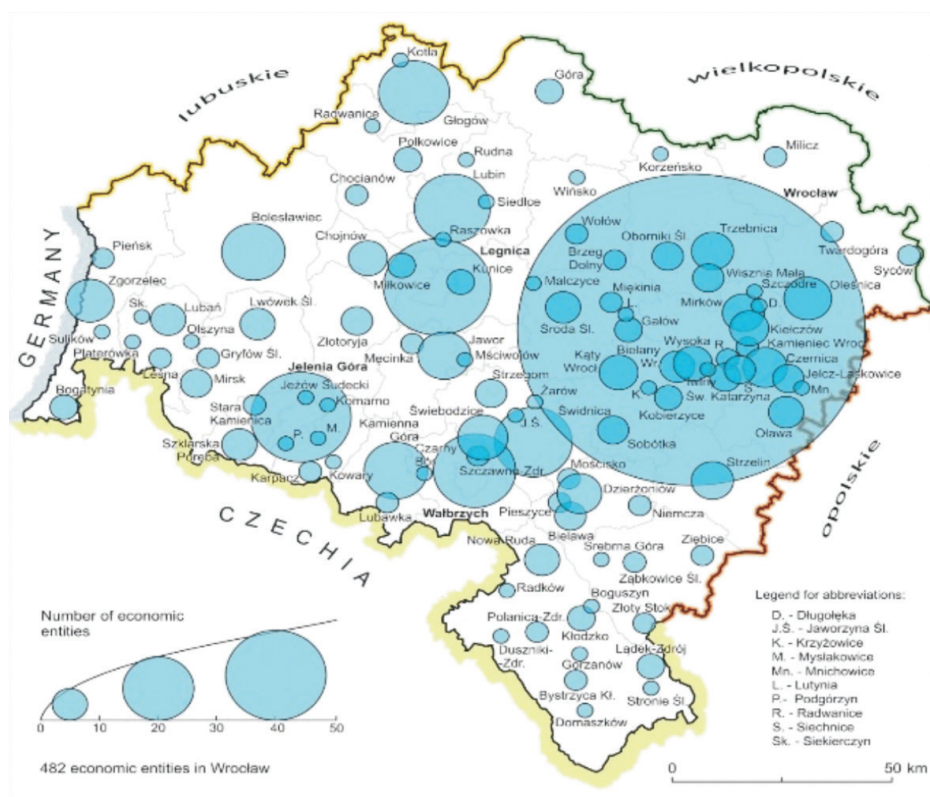 Kotla
lubuskie
Góra
wielkopolskie
Radwanice
Głogów
Polkowice
Rudna
Milicz
Korzeńsko
Chocianów
Lubin
Wińsko
Siedlce
Wrocław
Bolesławiec
Raszówka
Wołów
Trzebnica
Chojnów
Legnica
Oborniki Śl.
Twardogóra
Pieńsk
Brzeg
Dolny
Syców
GERMANY
Kunice
Wisznia Mała
Zgorzelec
Miłkowice
Malczyce
Miękinia
Szczodre
Oleśnica
Sk.
Lubań
Lwówek Śl.
L.
Mirków
D.
Sulików
Olszyna
Środa Śl.
Gałów
Kiełczów
Złotoryja
Jawor
Wysoka
R.
Kamieniec Wroc
Platerówka
Męcinka
Mściwojów
Kąty
Wrocł
Bielany
Wr.
Czernica
Leśna
Gryfów Śl.
Jelenia Góra
Iwiny
Jelcz-Laskowice
Mirsk
Jeżów Sudecki
Strzegom
Żarów
K
S.
Mn.
Bogatynia
Komarno
Św. Katarzyna
Stara
Kamienica
Świebodzice
Świdnica
Kobierzyce
Kamienna
Góra
J.Ś.
Oława
P.
M.
Szklarska
Poręba
Czarny
Bór
Sobótka
Szczawno-Zdr.
Mościsko
Strzelin
Karpacz
Kowary
Dzierżoniów
opolskie
Lubawka
Wałbrzych
Pieszyce
Niemcza
CZECHIA
Bielawa
Nowa Ruda
Srebrna Góra
Ziębice
Ząbkowice Śl.
Radków
Boguszyn
Legend for abbreviations:
Number of economic
entities
Polanica-Zdr.
Złoty Stok
D. - Długołęka
J.Ś. - Jaworzyna Śl.
Kłodzko
K. - Krzyżowice
Duszniki-
-Zdr.
Lądek-Zdrój
M. - Mysłakowice
Gorzanów
Mn. - Mnichowice
L. - Lutynia
Bystrzyca Kł.
Stronie Śl.
P.- Podgórzyn
R. - Radwanice
Domaszków
S. - Siechnice
Sk. - Siekierczyn
0 10 20 30 40 50
482 economic entities in Wrocław
0 50 km